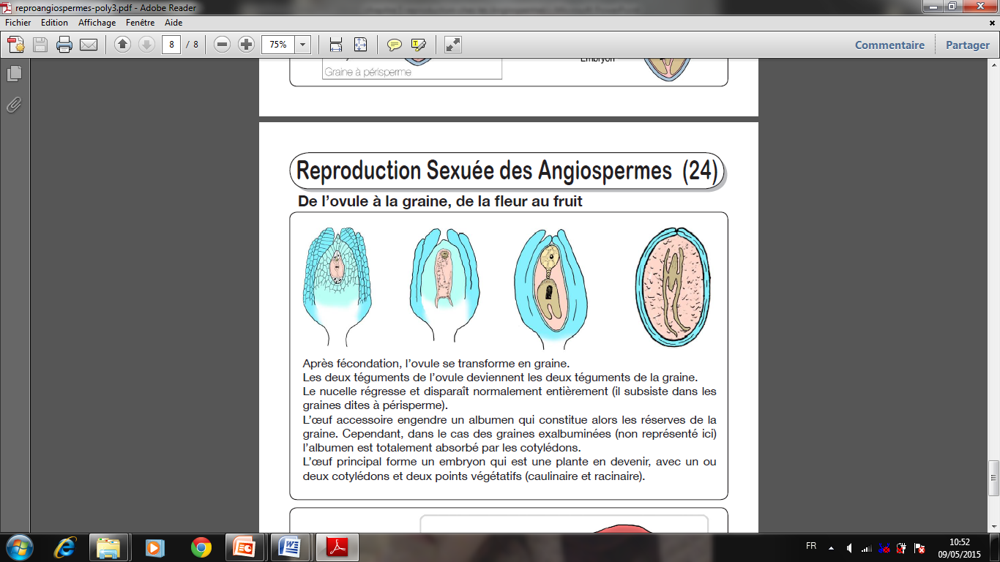 reproangiospermes-poly3.pdf - Adobe Reader
Fichier Edition Affichage Fenêtre Aide
8 / 8 75% Commentaire Partager
Graine à périsperme
Embryon
Reproduction Sexuée des Angiospermes (24)
De l'ovule à la graine, de la fleur au fruit
Après fécondation, l'ovule se transforme en graine.
Les deux téguments de l'ovule deviennent les deux téguments de la graine.
Le nucelle régresse et disparaît normalement entièrement (il subsiste dans les
graines dites à périsperme).
L'œuf accessoire engendre un albumen qui constitue alors les réserves de la
graine. Cependant, dans le cas des graines exalbuminées (non représenté ici)
l'albumen est totalement absorbé par les cotylédons.
L'œuf principal forme un embryon qui est une plante en devenir, avec un ou
deux cotylédons et deux points végétatifs (caulinaire et racinaire).
FR
10:52
09/05/2015